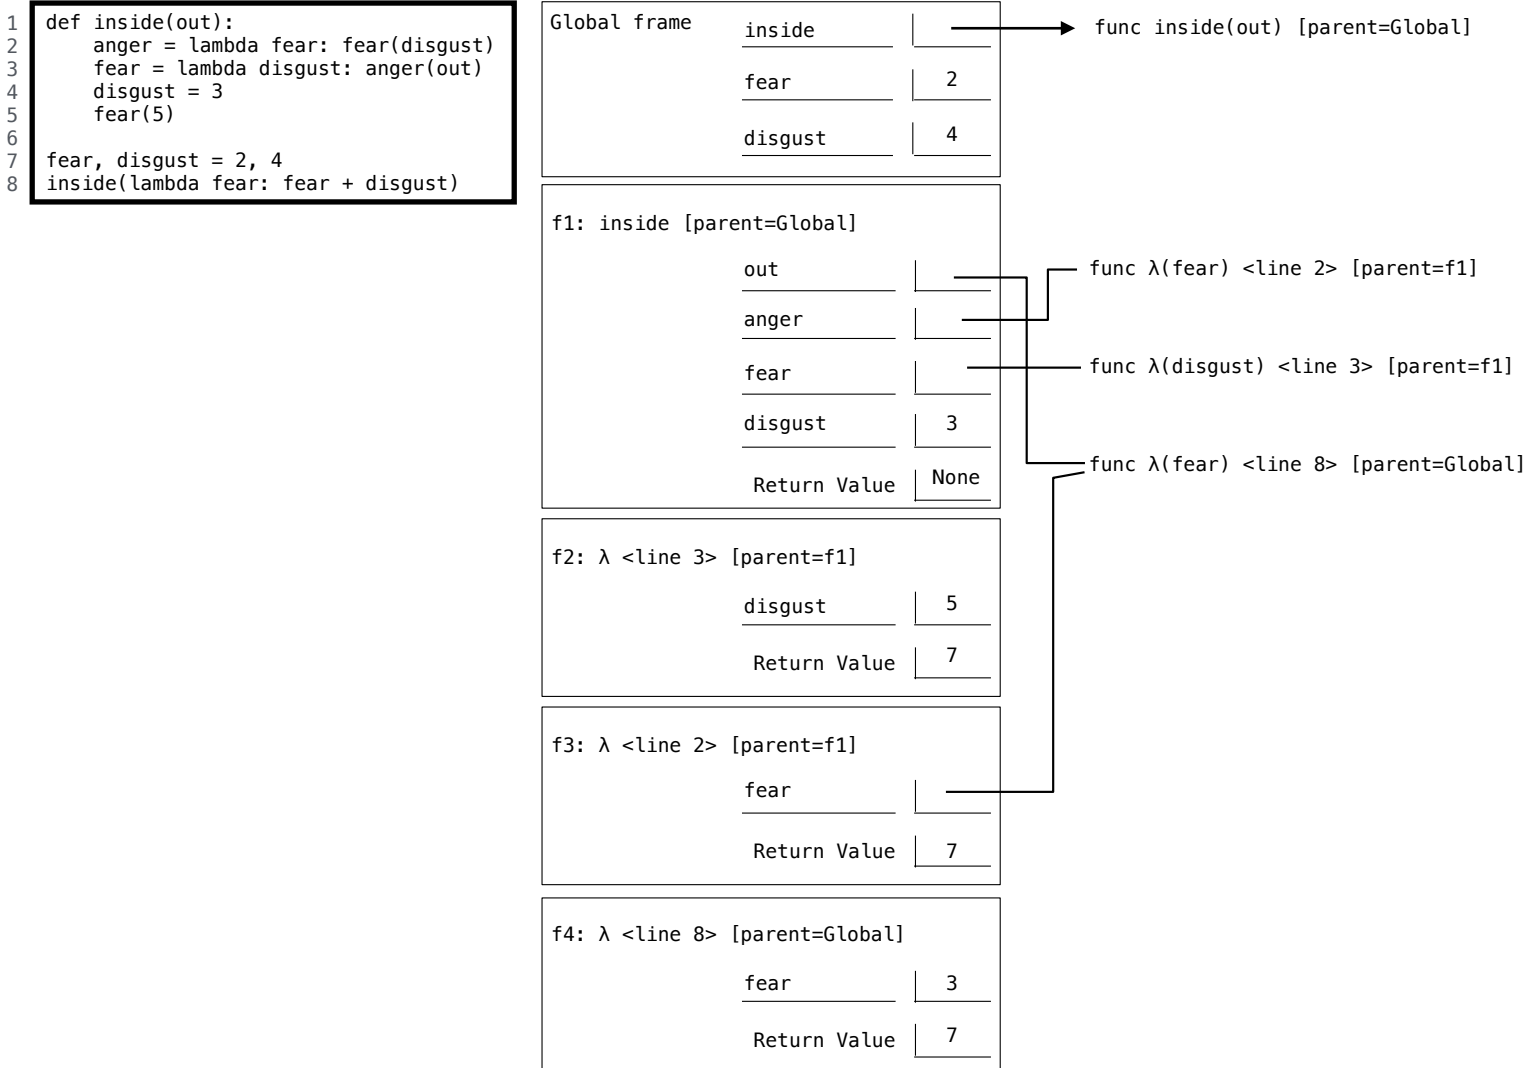 1 def inside(out):
2     anger = lambda fear: fear(disgust)
3     fear = lambda disgust: anger(out)
4     disgust = 3
5     fear(5)
6
7 fear, disgust = 2, 4
8 inside(lambda fear: fear + disgust)
Global frame
inside
func inside(out) [parent=Global]
fear 2
disgust 4
f1: inside [parent=Global]
out
func λ(fear) <line 2> [parent=f1]
anger
fear
func λ(disgust) <line 3> [parent=f1]
disgust 3
func λ(fear) <line 8> [parent=Global]
Return Value None
f2: λ <line 3> [parent=f1]
disgust 5
Return Value 7
f3: λ <line 2> [parent=f1]
fear
Return Value 7
f4: λ <line 8> [parent=Global]
fear 3
Return Value 7